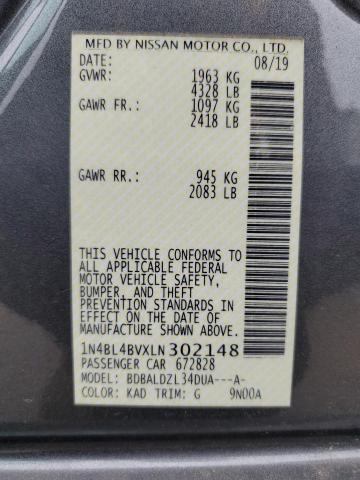 MFD BY NISSAN MOTOR CO., LTD.
DATE: 08/19
GVWR: 1963 KG
4328 LB
GAWR FR.: 1097 KG
2418 LB
GAWR RR.: 945 KG
2083 LB
THIS VEHICLE CONFORMS TO
ALL APPLICABLE FEDERAL
MOTOR VEHICLE SAFETY,
BUMPER, AND THEFT
PREVENTION STANDARDS IN
EFFECT ON THE DATE OF
MANUFACTURE SHOWN ABOVE.
1N4BL4BVXLN302148
PASSENGER CAR 672828
MODEL: BDBALDZL34DUA---A-
COLOR: KAD TRIM: G 9N00A